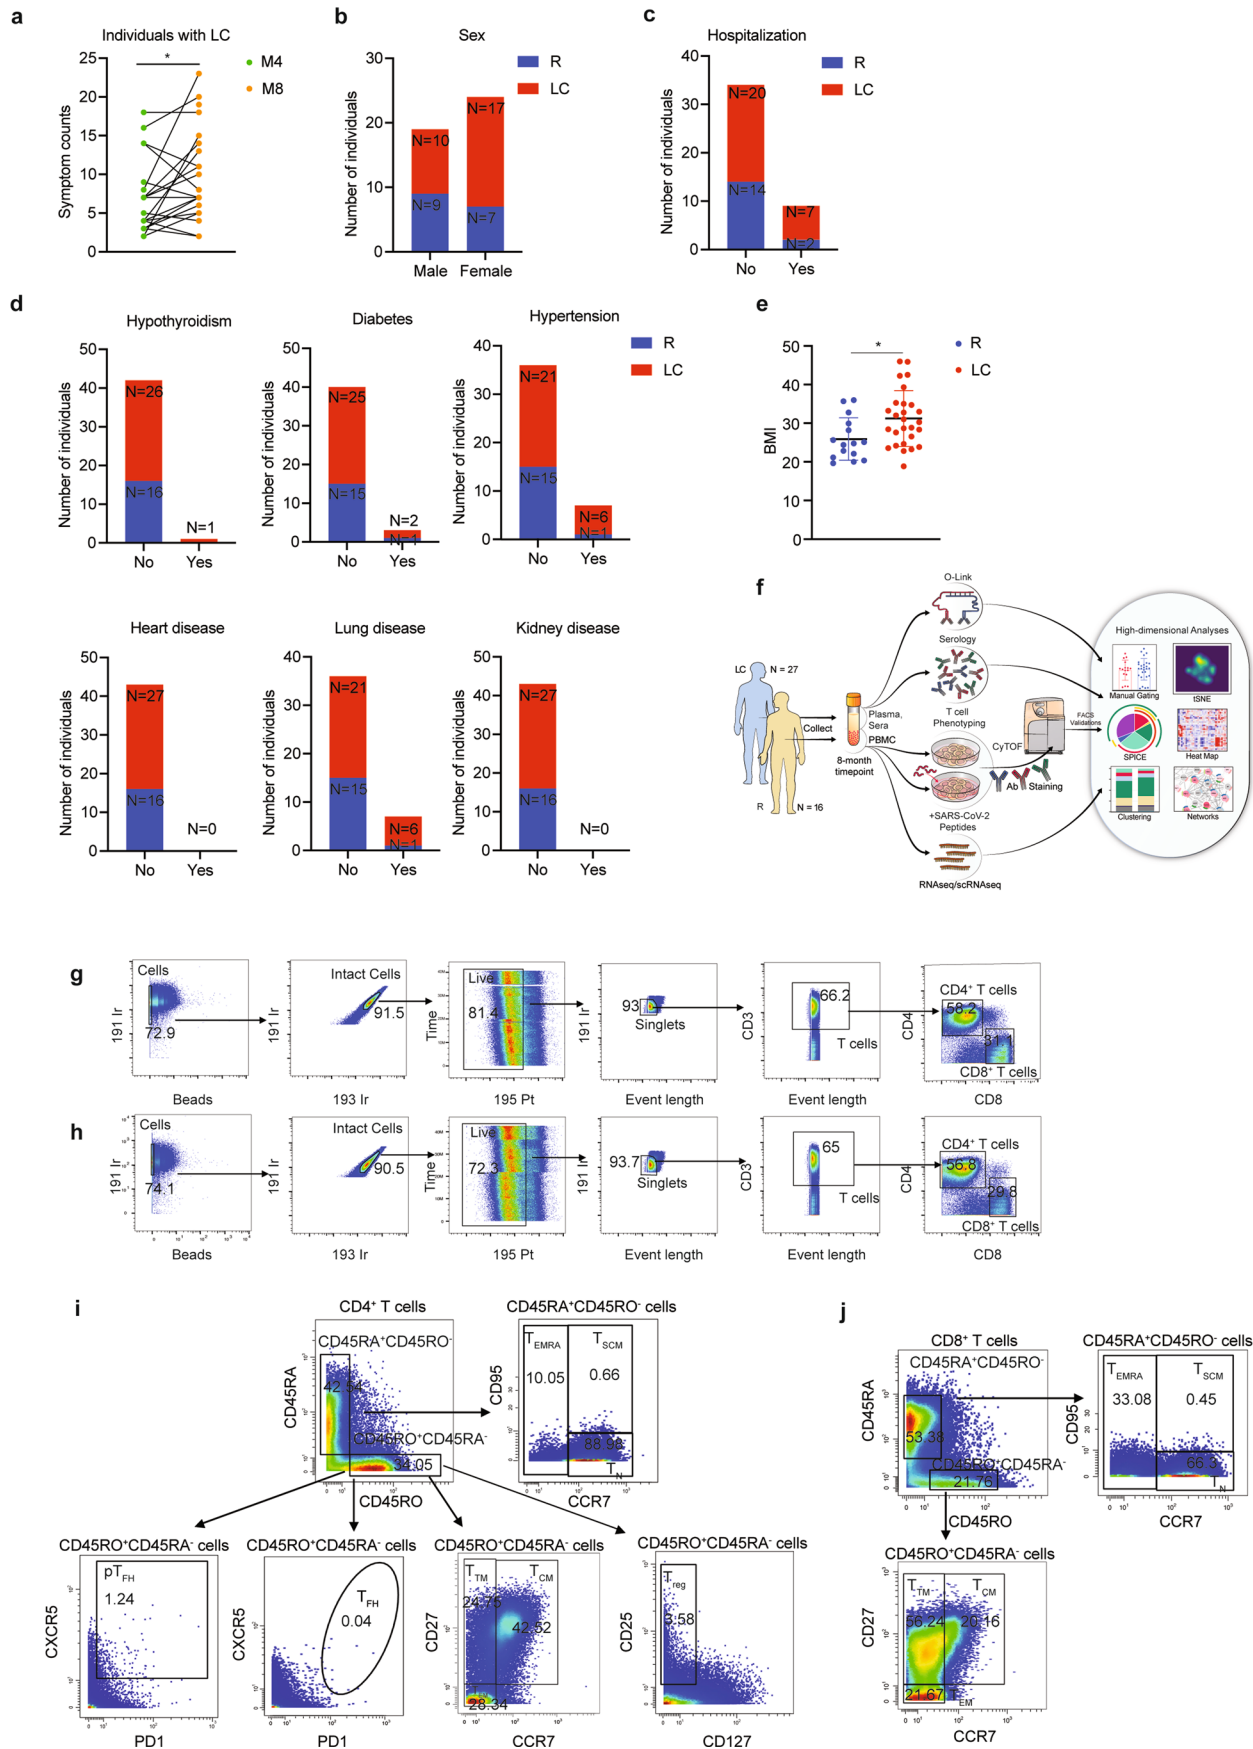 a
Individuals with LC
*
M4
M8
Symptom counts
25
20
15
10
5
0
b
Sex
R
LC
Number of individuals
30
20
10
0
N=10
N=9
N=17
N=7
Male
Female
c
Hospitalization
R
LC
Number of individuals
40
30
20
10
0
N=20
N=14
N=7
N=2
No
Yes
d
Hypothyroidism
Number of individuals
50
40
30
20
10
0
N=26
N=16
N=1
No
Yes
Diabetes
Number of individuals
50
40
30
20
10
0
N=25
N=15
N=2
N=1
No
Yes
Hypertension
R
LC
Number of individuals
40
30
20
10
0
N=21
N=15
N=6
N=1
No
Yes
Heart disease
Number of individuals
50
40
30
20
10
0
N=27
N=16
N=0
No
Yes
Lung disease
Number of individuals
40
30
20
10
0
N=21
N=15
N=6
N=1
No
Yes
Kidney disease
Number of individuals
50
40
30
20
10
0
N=27
N=16
N=0
No
Yes
e
*
R
LC
BMI
50
40
30
20
10
0
f
LC
N = 27
R
N = 16
Collect
8-month
timepoint
Plasma,
Sera
PBMC
O-Link
Serology
T cell
Phenotyping
+SARS-CoV-2
Peptides
RNAseq/scRNAseq
CyTOF
Ab
Staining
FACS
Validations
High-dimensional Analyses
Manual Gating
tSNE
SPICE
Heat Map
Clustering
Networks
g
Cells
72.9
191 Ir
Beads
Intact Cells
91.5
191 Ir
193 Ir
Live
81.4
Time
195 Pt
93
Singlets
191 Ir
Event length
66.2
T cells
CD3
Event length
CD4⁺ T cells
58.2
31.1
CD8⁺ T cells
CD4
CD8
h
Cells
74.1
191 Ir
Beads
Intact Cells
90.5
191 Ir
193 Ir
Live
72.3
Time
195 Pt
93.7
Singlets
191 Ir
Event length
65
T cells
CD3
Event length
CD4⁺ T cells
56.8
29.8
CD8⁺ T cells
CD4
CD8
i
CD4⁺ T cells
CD45RA⁺CD45RO⁻
42.54
CD45RO⁺CD45RA⁻
34.05
CD45RA
CD45RO
CD45RA⁺CD45RO⁻ cells
TEMRA
10.05
TSCM
0.66
88.98
TN
CD95
CCR7
CD45RO⁺CD45RA⁻ cells
pTFH
1.24
CXCR5
PD1
CD45RO⁺CD45RA⁻ cells
TFH
0.04
CXCR5
PD1
CD45RO⁺CD45RA⁻ cells
TTM
24.76
TCM
42.52
28.34
CD27
CCR7
CD45RO⁺CD45RA⁻ cells
Treg
3.58
CD25
CD127
j
CD8⁺ T cells
CD45RA⁺CD45RO⁻
53.38
CD45RO⁺CD45RA⁻
21.76
CD45RA
CD45RO
CD45RA⁺CD45RO⁻ cells
TEMRA
33.08
TSCM
0.45
66.3
TN
CD95
CCR7
CD45RO⁺CD45RA⁻ cells
TTM
56.24
TCM
20.16
21.67
TEM
CD27
CCR7